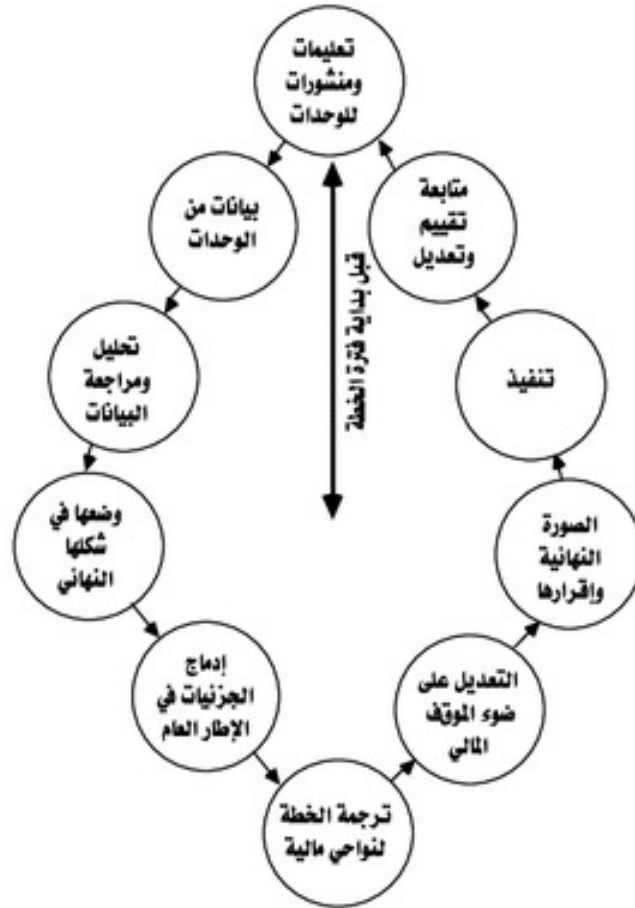 تعليمات
ومنشورات
للوحدات
بيانات من
الوحدات
تحليل
ومراجعة
البيانات
وضعها في
شكلها
النهائي
إدماج
الجزئيات في
الإطار العام
ترجمة الخطة
لنواحي مالية
التعديل على
ضوء الموقف
المالي
الصورة
النهائية
وإقرارها
تنفيذ
متابعة
تقييم
وتعديل
قبل بداية فترة الخطة